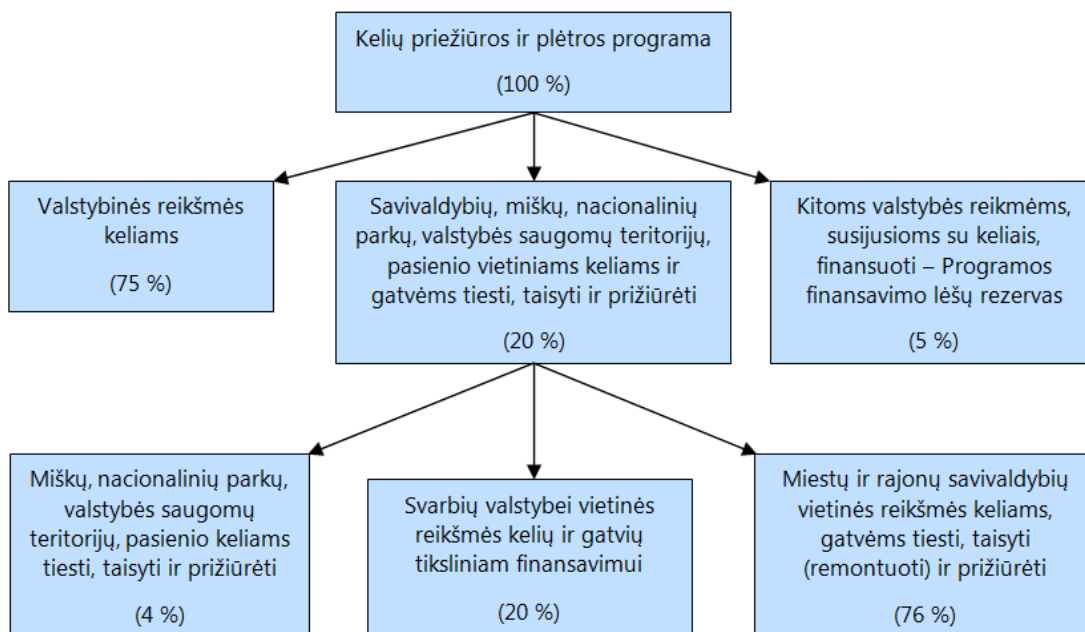 Kelių priežiūros ir plėtros programa
(100 %)
Valstybinės reikšmės
keliams
(75 %)
Savivaldybių, miškų, nacionalinių
parkų, valstybės saugomų teritorijų,
pasienio vietiniams keliams ir
gatvėms tiesti, taisyti ir prižiūrėti
(20 %)
Kitoms valstybės reikmėms,
susijusioms su keliais,
finansuoti – Programos
finansavimo lėšų rezervas
(5 %)
Miškų, nacionalinių parkų,
valstybės saugomų
teritorijų, pasienio keliams
tiesti, taisyti ir prižiūrėti
(4 %)
Svarbių valstybei vietinės
reikšmės kelių ir gatvių
tiksliniam finansavimui
(20 %)
Miestų ir rajonų savivaldybių
vietinės reikšmės keliams,
gatvėms tiesti, taisyti
(remontuoti) ir prižiūrėti
(76 %)